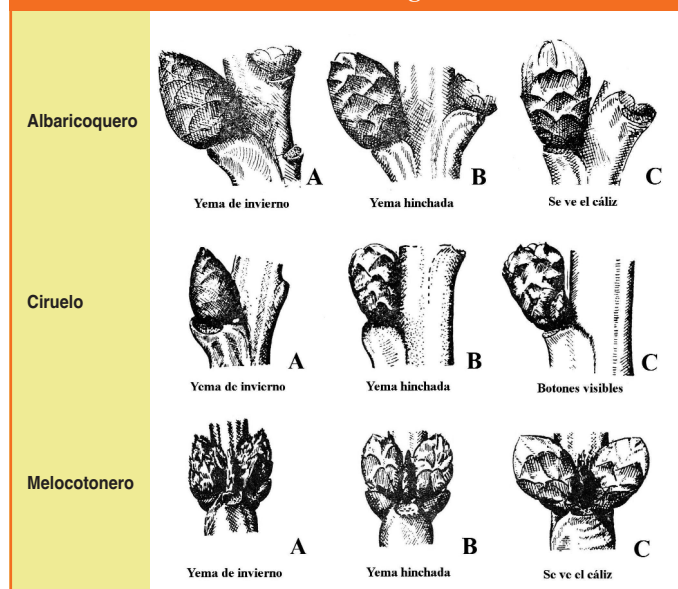 Albaricoquero
A
B
C
Yema de invierno
Yema hinchada
Se ve el cáliz
Ciruelo
A
B
C
Yema de invierno
Yema hinchada
Botones visibles
Melocotonero
A
B
C
Yema de invierno
Yema hinchada
Se ve el cáliz